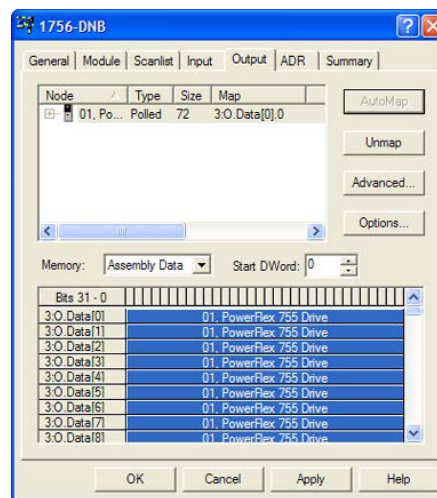 1756-DNB
General Module Scanlist Input Output ADR Summary
Node Type Size Map
01, Po... Polled 72 3:O.Data[0].0
AutoMap
Unmap
Advanced...
Options...
Memory: Assembly Data Start DWord: 0
Bits 31 - 0
3:O.Data[0] 01, PowerFlex 755 Drive
3:O.Data[1] 01, PowerFlex 755 Drive
3:O.Data[2] 01, PowerFlex 755 Drive
3:O.Data[3] 01, PowerFlex 755 Drive
3:O.Data[4] 01, PowerFlex 755 Drive
3:O.Data[5] 01, PowerFlex 755 Drive
3:O.Data[6] 01, PowerFlex 755 Drive
3:O.Data[7] 01, PowerFlex 755 Drive
3:O.Data[8] 01, PowerFlex 755 Drive
OK Cancel Apply Help